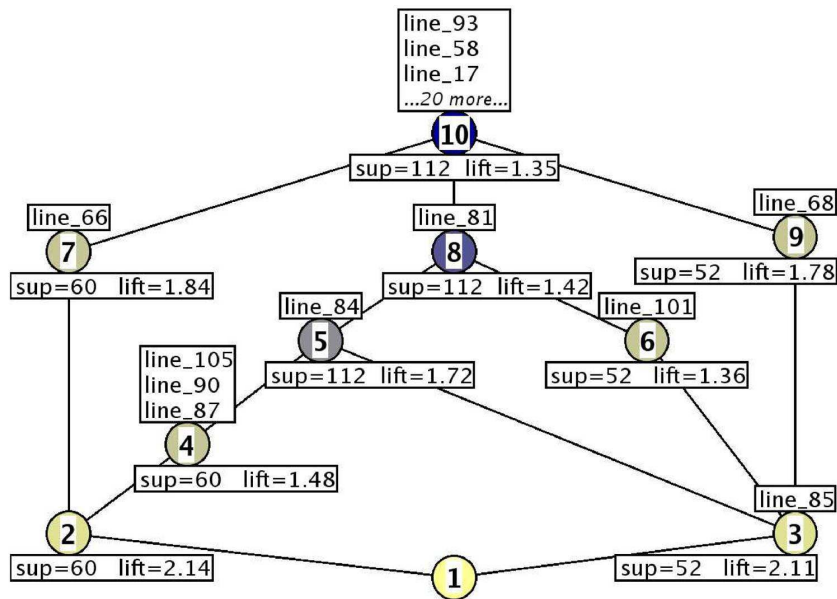 line_93
line_58
line_17
...20 more...
10
sup=112 lift=1.35
line_66
7
sup=60 lift=1.84
line_81
8
sup=112 lift=1.42
line_68
9
sup=52 lift=1.78
line_84
5
sup=112 lift=1.72
line_101
6
sup=52 lift=1.36
line_105
line_90
line_87
4
sup=60 lift=1.48
2
sup=60 lift=2.14
line_85
3
sup=52 lift=2.11
1